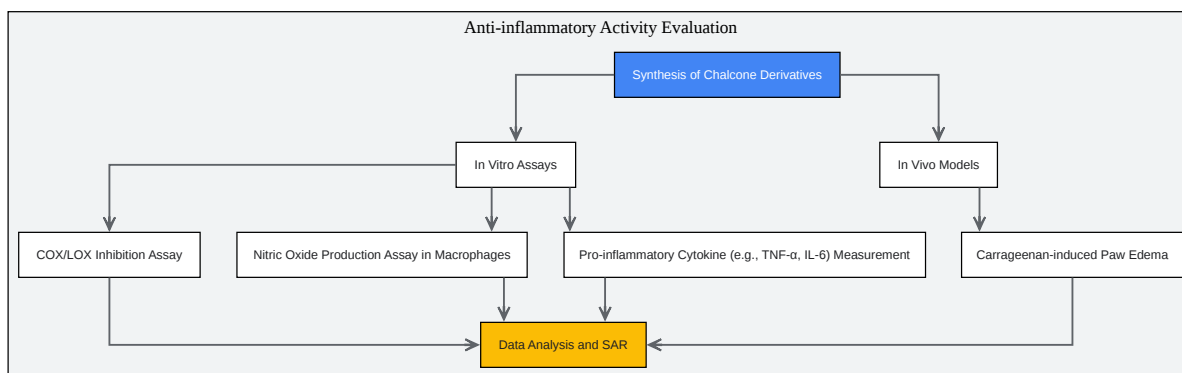 Anti-inflammatory Activity Evaluation
Synthesis of Chalcone Derivatives
In Vitro Assays
In Vivo Models
COX/LOX Inhibition Assay
Nitric Oxide Production Assay in Macrophages
Pro-inflammatory Cytokine (e.g., TNF-α, IL-6) Measurement
Carrageenan-induced Paw Edema
Data Analysis and SAR